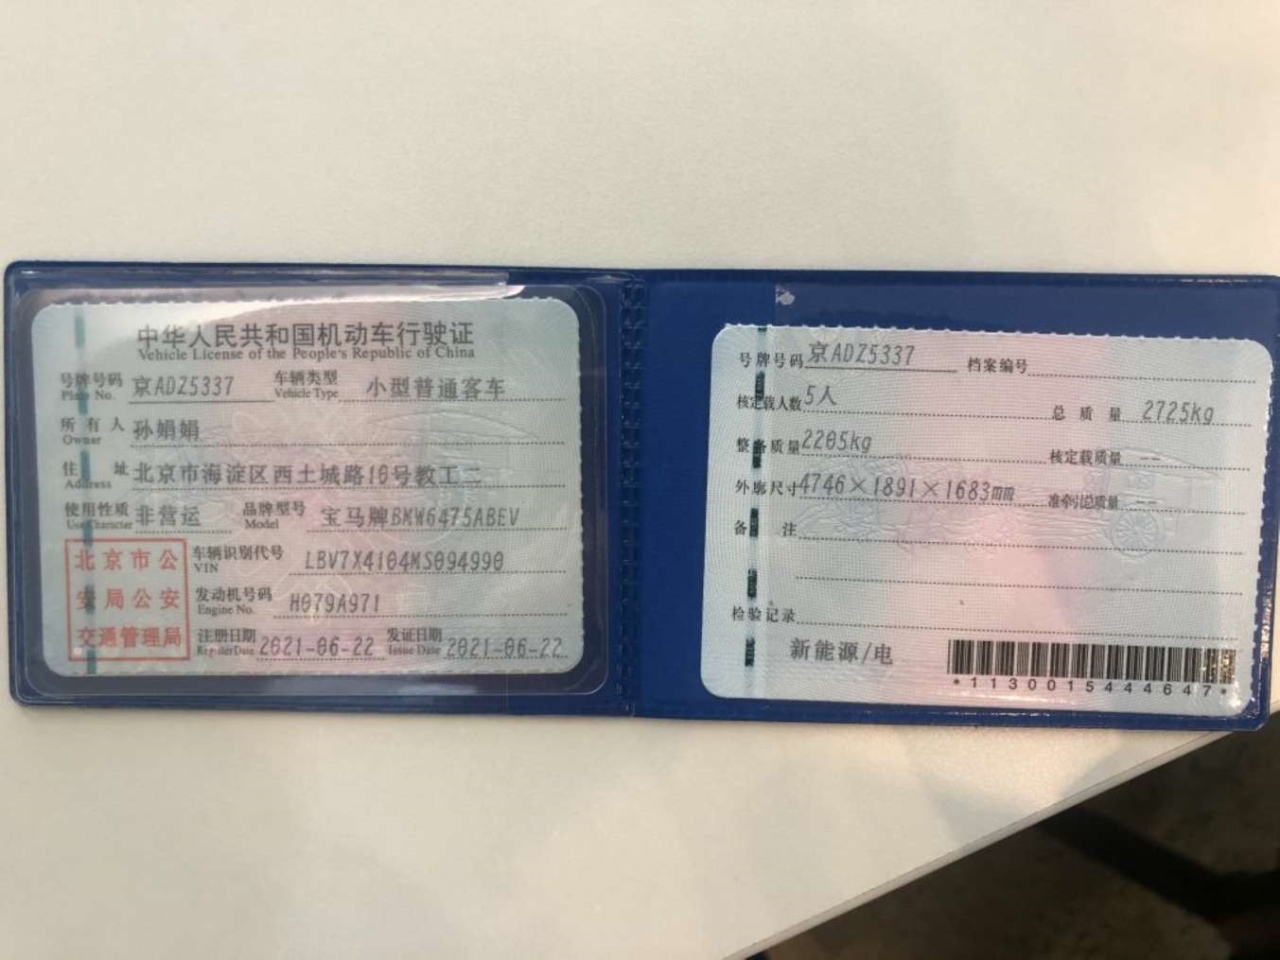 中华人民共和国机动车行驶证
Vehicle License of the People's Republic of China
号牌号码 京ADZ5337 车辆类型 小型普通客车
Plate No. Vehicle Type
所有人 孙娟娟
Owner
住址 北京市海淀区西土城路10号教工二
Address
使用性质 非营运 品牌型号 宝马牌BMW6475ABEV
Use Character Model
北京市公安局公安交通管理局
车辆识别代号 LBV7X4104MS094990
VIN
发动机号码 H079A971
Engine No.
注册日期 2021-06-22 发证日期 2021-06-22
Register Date Issue Date
号牌号码 京ADZ5337 档案编号
核定载人数 5人 总质量 2725kg
整备质量 2205kg 核定载质量 --
外廓尺寸 4746×1891×1683mm 准牵引总质量 --
备注
检验记录
新能源/电
*1130015444647*